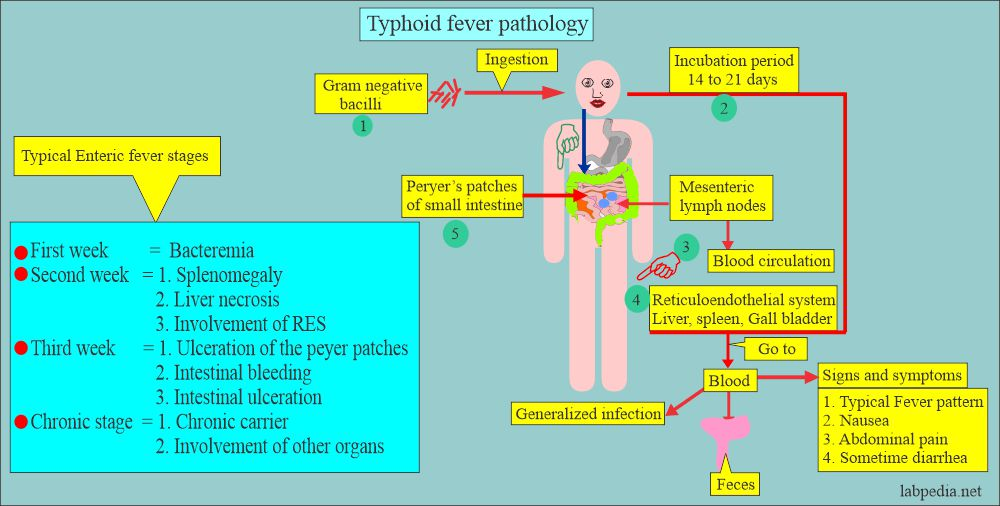 Typhoid fever pathology
Ingestion
Gram negative
bacilli
1
Incubation period
14 to 21 days
2
Typical Enteric fever stages
Peryer's patches
of small intestine
5
Mesenteric
lymph nodes
3
Blood circulation
4
Reticuloendothelial system
Liver, spleen, Gall bladder
Go to
Blood
Signs and symptoms
Generalized infection
1. Typical Fever pattern
2. Nausea
3. Abdominal pain
4. Sometime diarrhea
Feces
First week = Bacteremia
Second week = 1. Splenomegaly
2. Liver necrosis
3. Involvement of RES
Third week = 1. Ulceration of the peyer patches
2. Intestinal bleeding
3. Intestinal ulceration
Chronic stage = 1. Chronic carrier
2. Involvement of other organs
labpedia.net